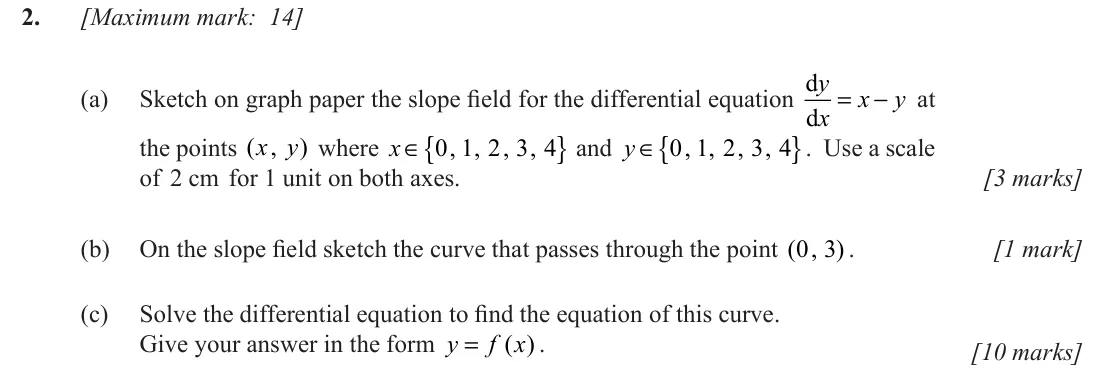 2. [Maximum mark: 14]
(a) Sketch on graph paper the slope field for the differential equation dy/dx = x − y at
the points (x, y) where x ∈ {0, 1, 2, 3, 4} and y ∈ {0, 1, 2, 3, 4}. Use a scale
of 2 cm for 1 unit on both axes. [3 marks]
(b) On the slope field sketch the curve that passes through the point (0, 3). [1 mark]
(c) Solve the differential equation to find the equation of this curve.
Give your answer in the form y = f (x). [10 marks]